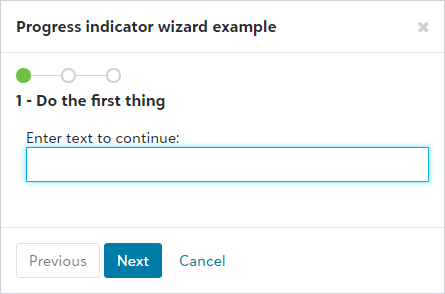 Progress indicator wizard example
1 - Do the first thing
Enter text to continue:
Previous Next Cancel